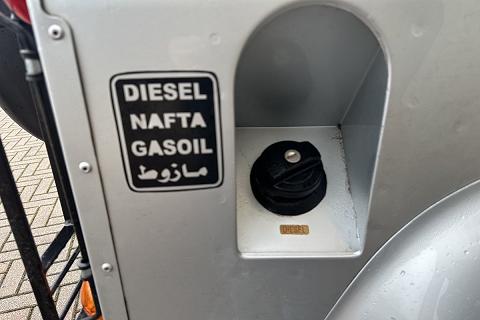 DIESEL
NAFTA
GASOIL
مازوط
DIESEL